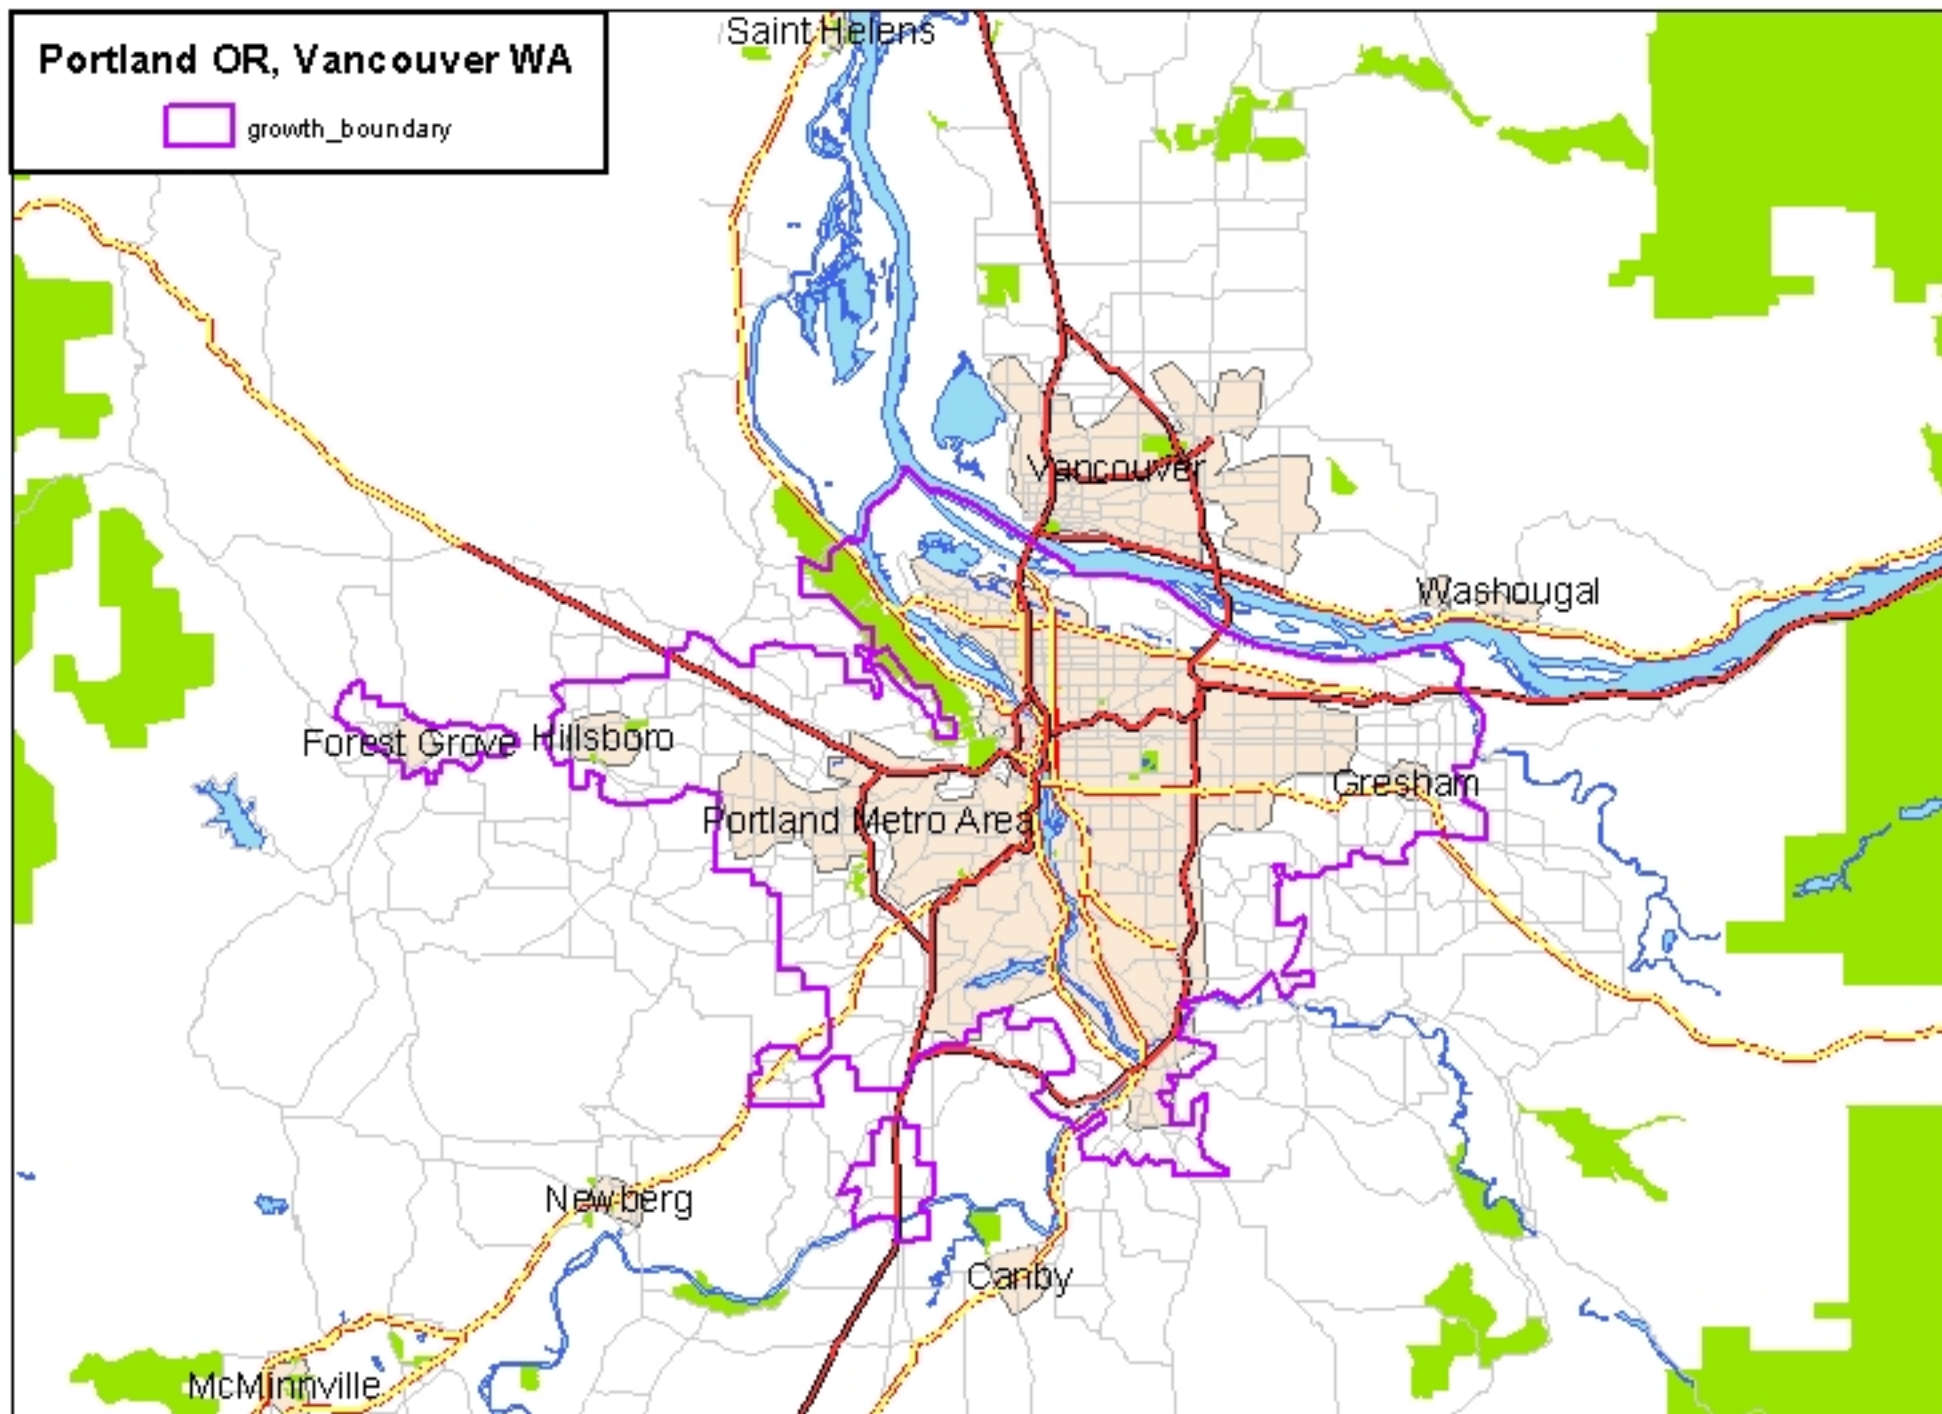 Portland OR, Vancouver WA
growth_boundary
Saint Helens
Vancouver
Washougal
Forest Grove
Hillsboro
Gresham
Portland Metro Area
Newberg
Canby
McMinnville